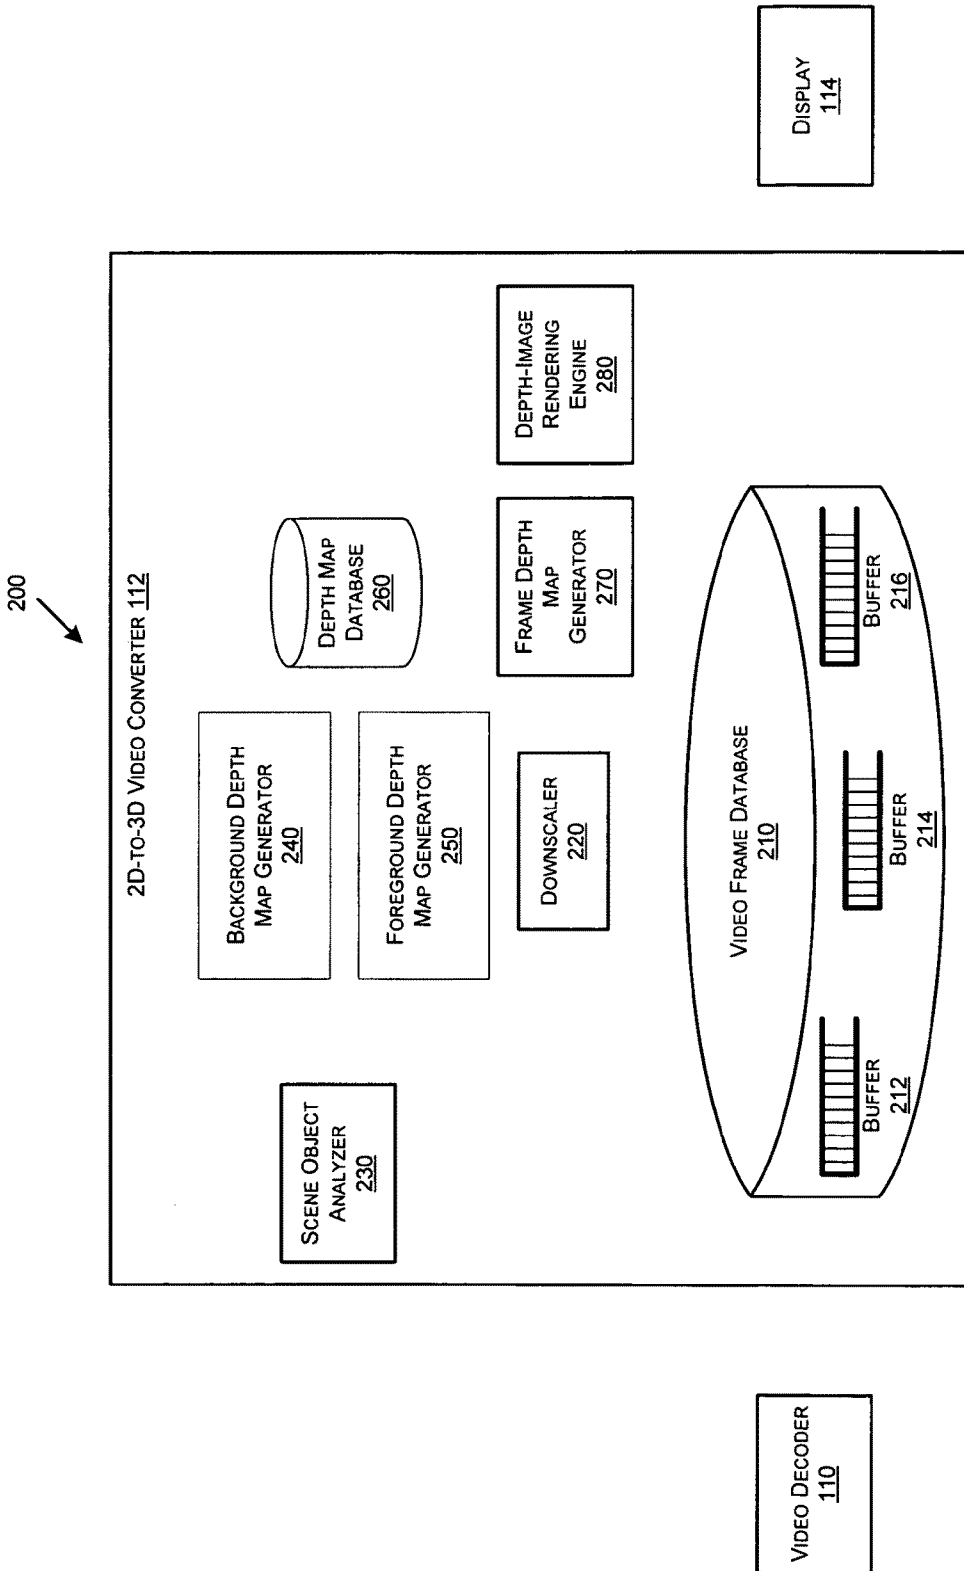 200
2D-TO-3D VIDEO CONVERTER 112
SCENE OBJECT
ANALYZER
230
BACKGROUND DEPTH
MAP GENERATOR
240
FOREGROUND DEPTH
MAP GENERATOR
250
DEPTH MAP
DATABASE
260
DOWNSCALER
220
FRAME DEPTH
MAP
GENERATOR
270
DEPTH-IMAGE
RENDERING
ENGINE
280
VIDEO DECODER
110
VIDEO FRAME DATABASE
210
BUFFER
212
BUFFER
214
BUFFER
216
DISPLAY
114